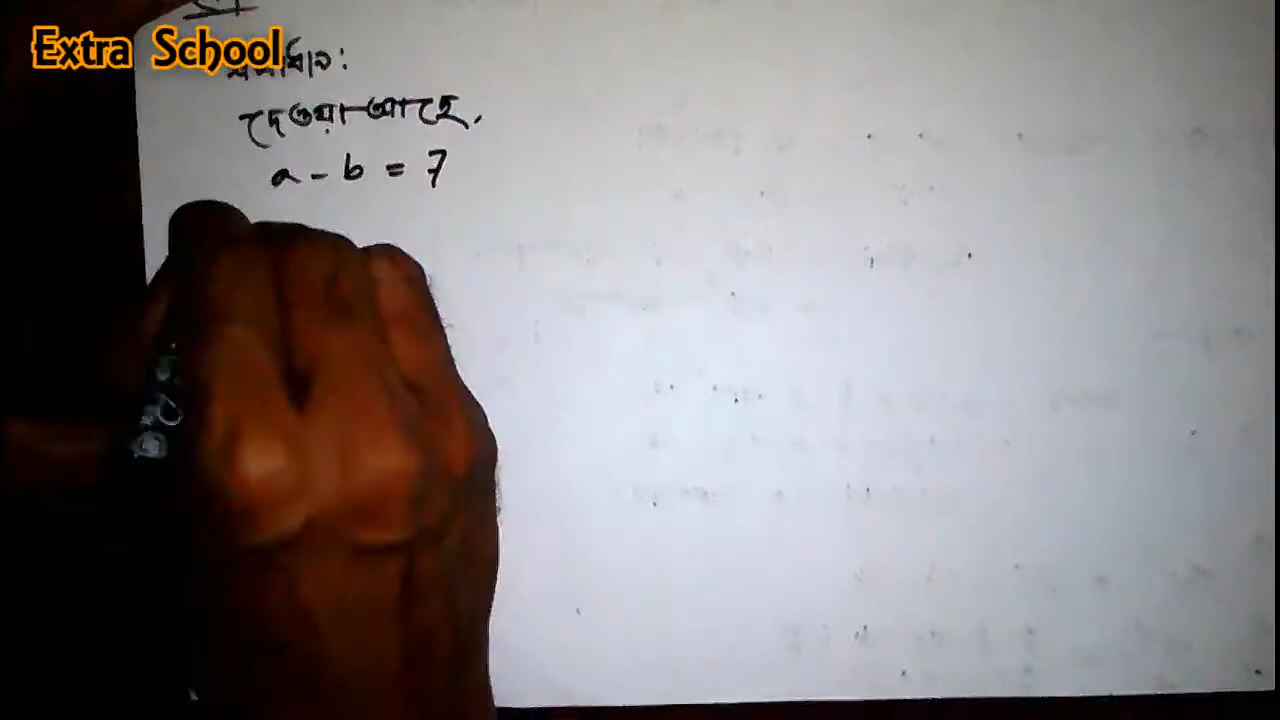 Extra School
সমাধান:
দেওয়া আছে,
a - b = 7